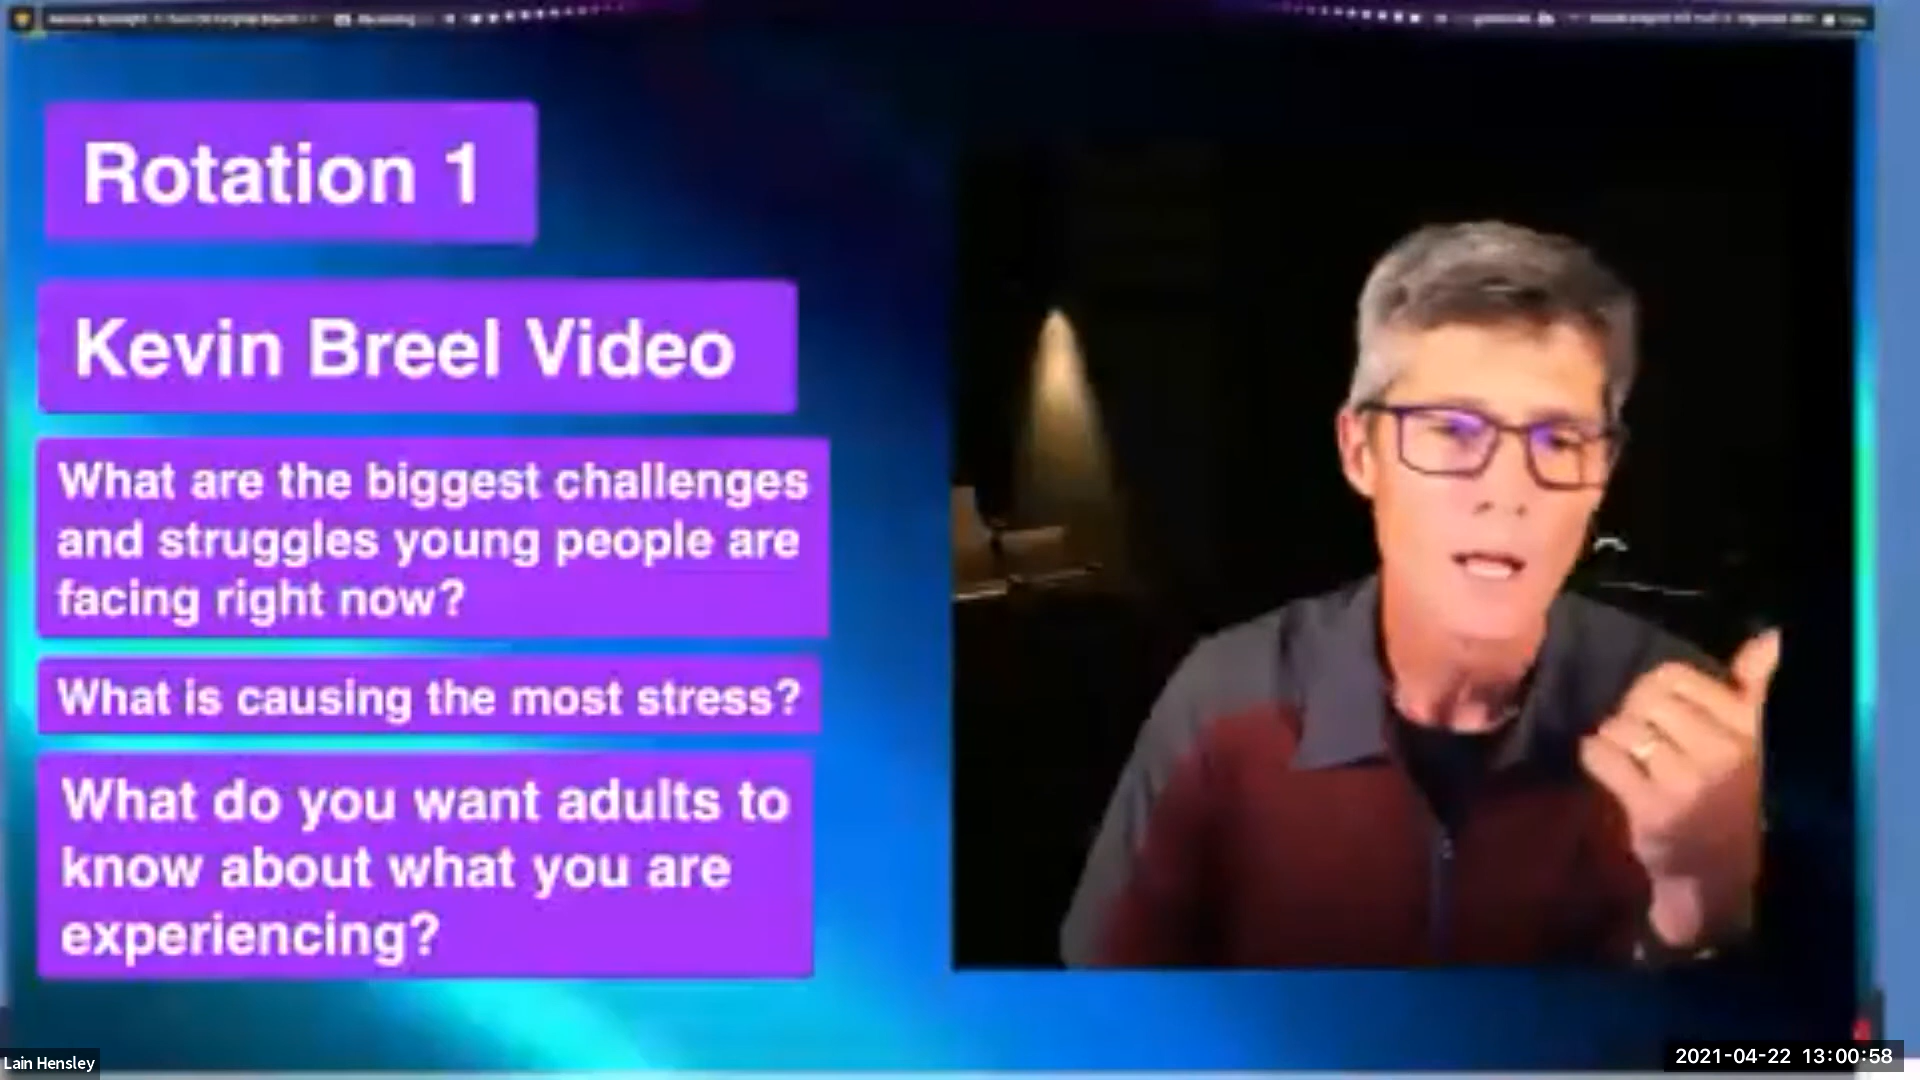 Rotation 1
Kevin Breel Video
What are the biggest challenges
and struggles young people are
facing right now?
What is causing the most stress?
What do you want adults to
know about what you are
experiencing?
Lain Hensley
2021-04-22 13:00:58